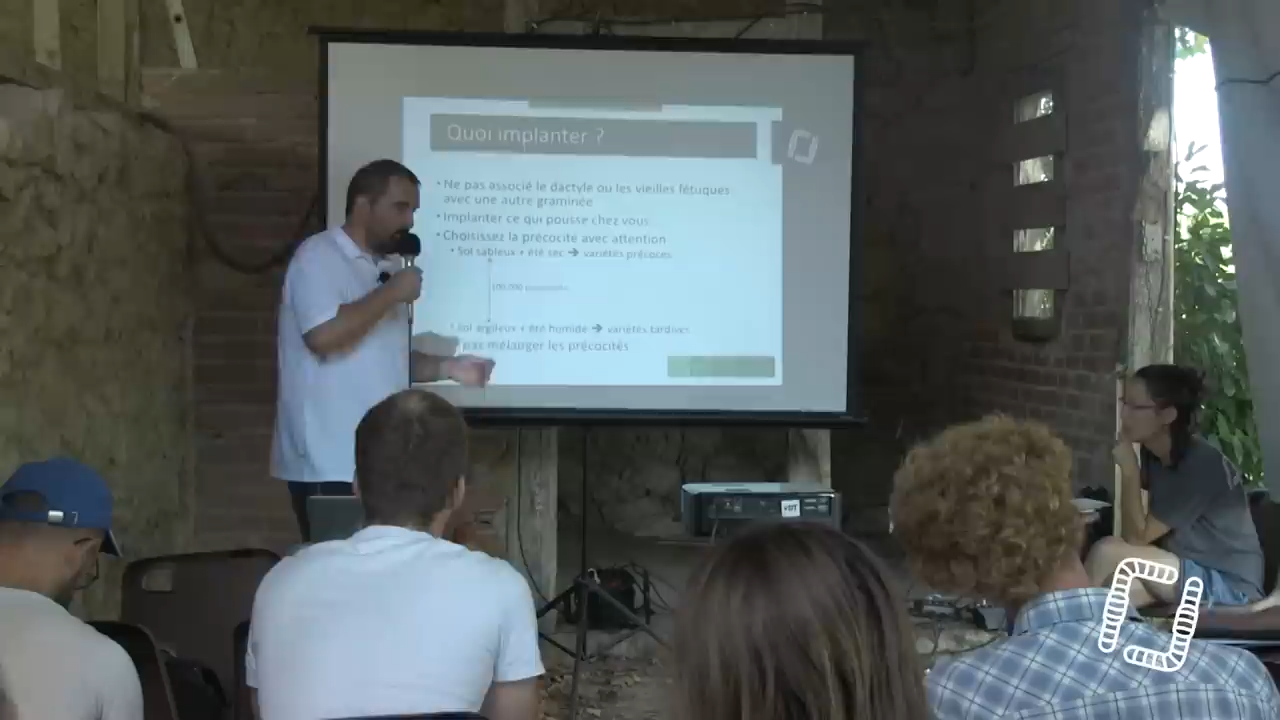 Quoi implanter ?
• Ne pas associé le dactyle ou les vieilles fétuques
avec une autre graminée
• Implanter ce qui pousse chez vous
• Choisissez la précocité avec attention
• Sol sableux + été sec → variétés précoces
100.000
• Sol argileux + été humide → variétés tardives
pas mélanger les précocités